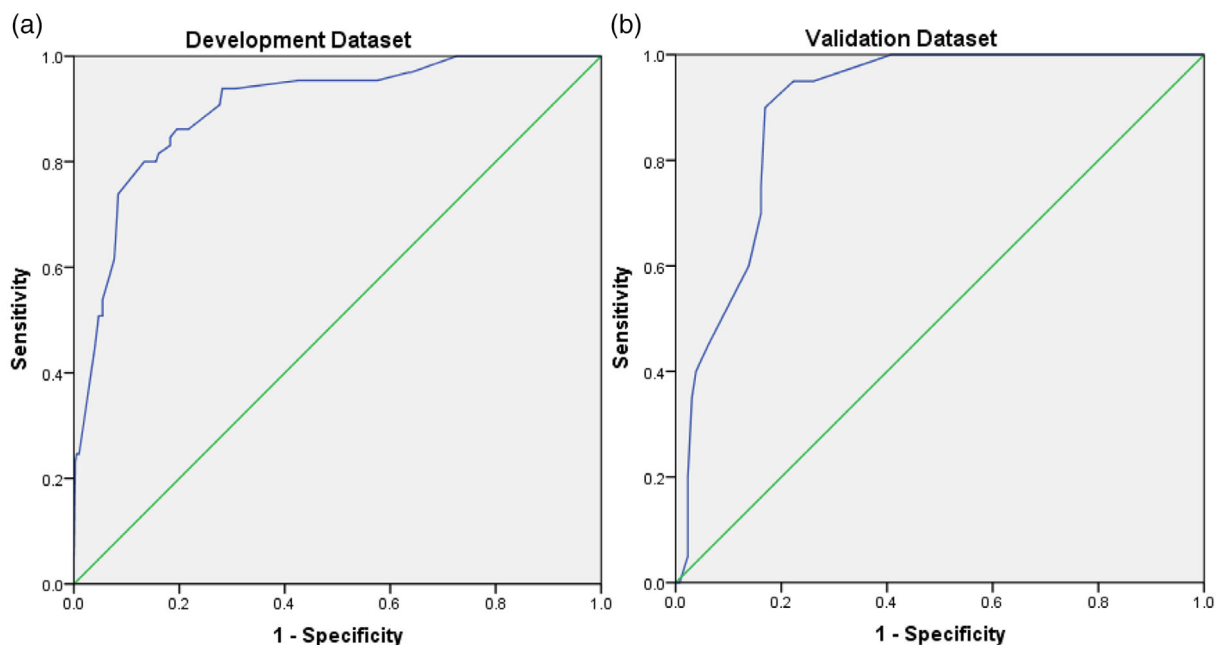 (a)
Development Dataset
1.0
0.8
0.6
0.4
0.2
0.0
Sensitivity
0.0 0.2 0.4 0.6 0.8 1.0
1 - Specificity
(b)
Validation Dataset
1.0
0.8
0.6
0.4
0.2
0.0
Sensitivity
0.0 0.2 0.4 0.6 0.8 1.0
1 - Specificity